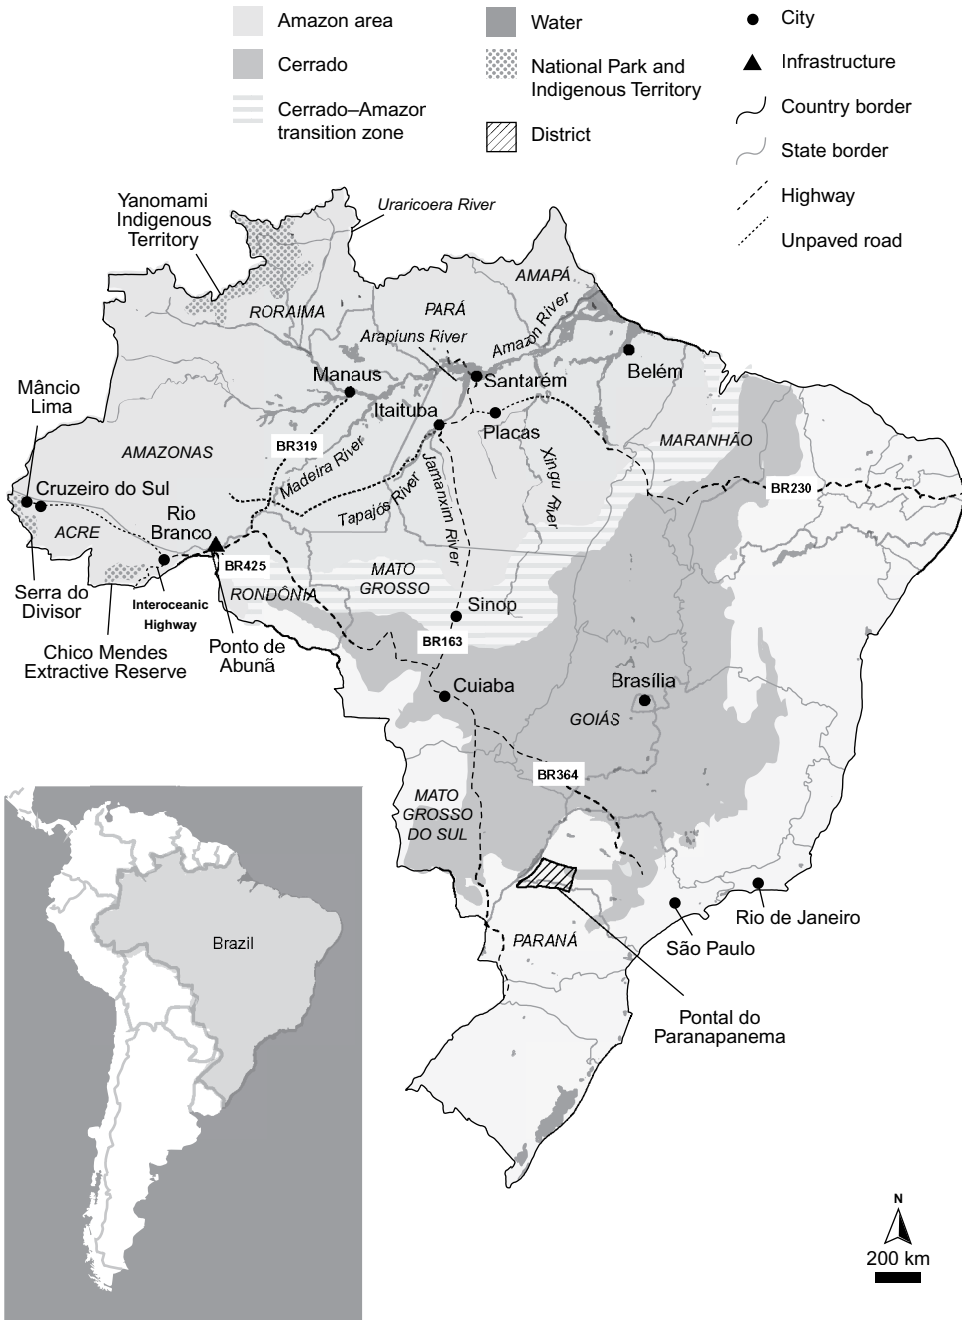 Amazon area
Cerrado
Cerrado–Amazor
transition zone
Water
National Park and
Indigenous Territory
District
City
Infrastructure
Country border
State border
Highway
Unpaved road
Yanomami
Indigenous
Territory
Uraricoera River
AMAPÁ
RORAIMA
PARÁ
Arapiuns River
Amazon River
Manaus
Santarém
Belém
Mâncio
Lima
Itaituba
Placas
BR319
Madeira River
AMAZONAS
MARANHÃO
Xingu River
Jamanxim River
Tapajós River
BR230
Cruzeiro do Sul
Rio
Branco
ACRE
BR425
MATO
GROSSO
RONDÔNIA
Serra do
Divisor
Interoceanic
Highway
Sinop
BR163
Chico Mendes
Extractive Reserve
Ponto de
Abunã
Cuiaba
Brasília
GOIÁS
BR364
MATO
GROSSO
DO SUL
Rio de Janeiro
São Paulo
PARANÁ
Pontal do
Paranapanema
Brazil
N
200 km